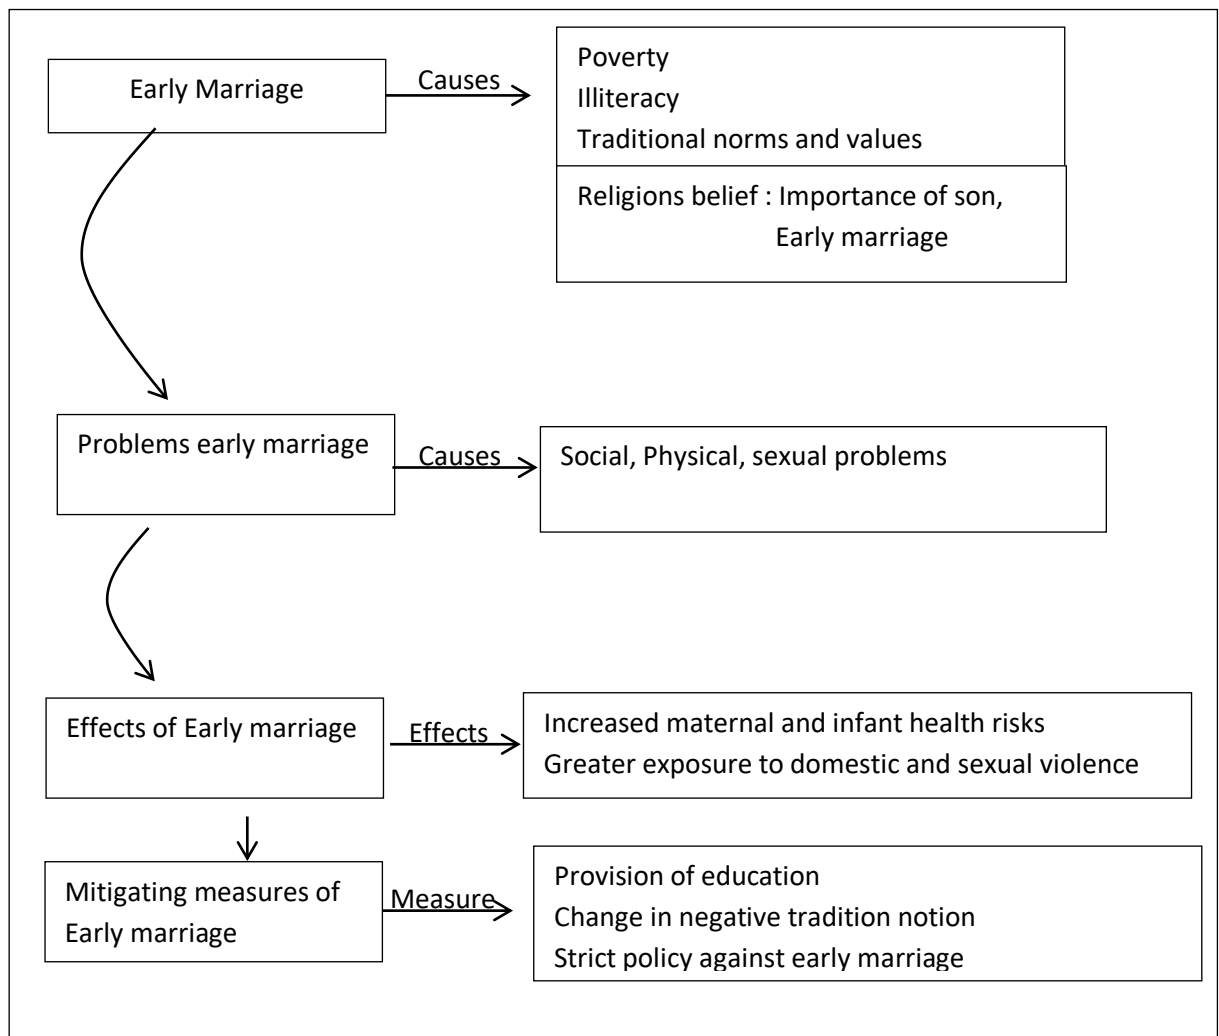 Early Marriage
Causes
Poverty
Illiteracy
Traditional norms and values
Religions belief : Importance of son,
Early marriage
Problems early marriage
Causes
Social, Physical, sexual problems
Effects of Early marriage
Effects
Increased maternal and infant health risks
Greater exposure to domestic and sexual violence
Mitigating measures of
Early marriage
Measure
Provision of education
Change in negative tradition notion
Strict policy against early marriage